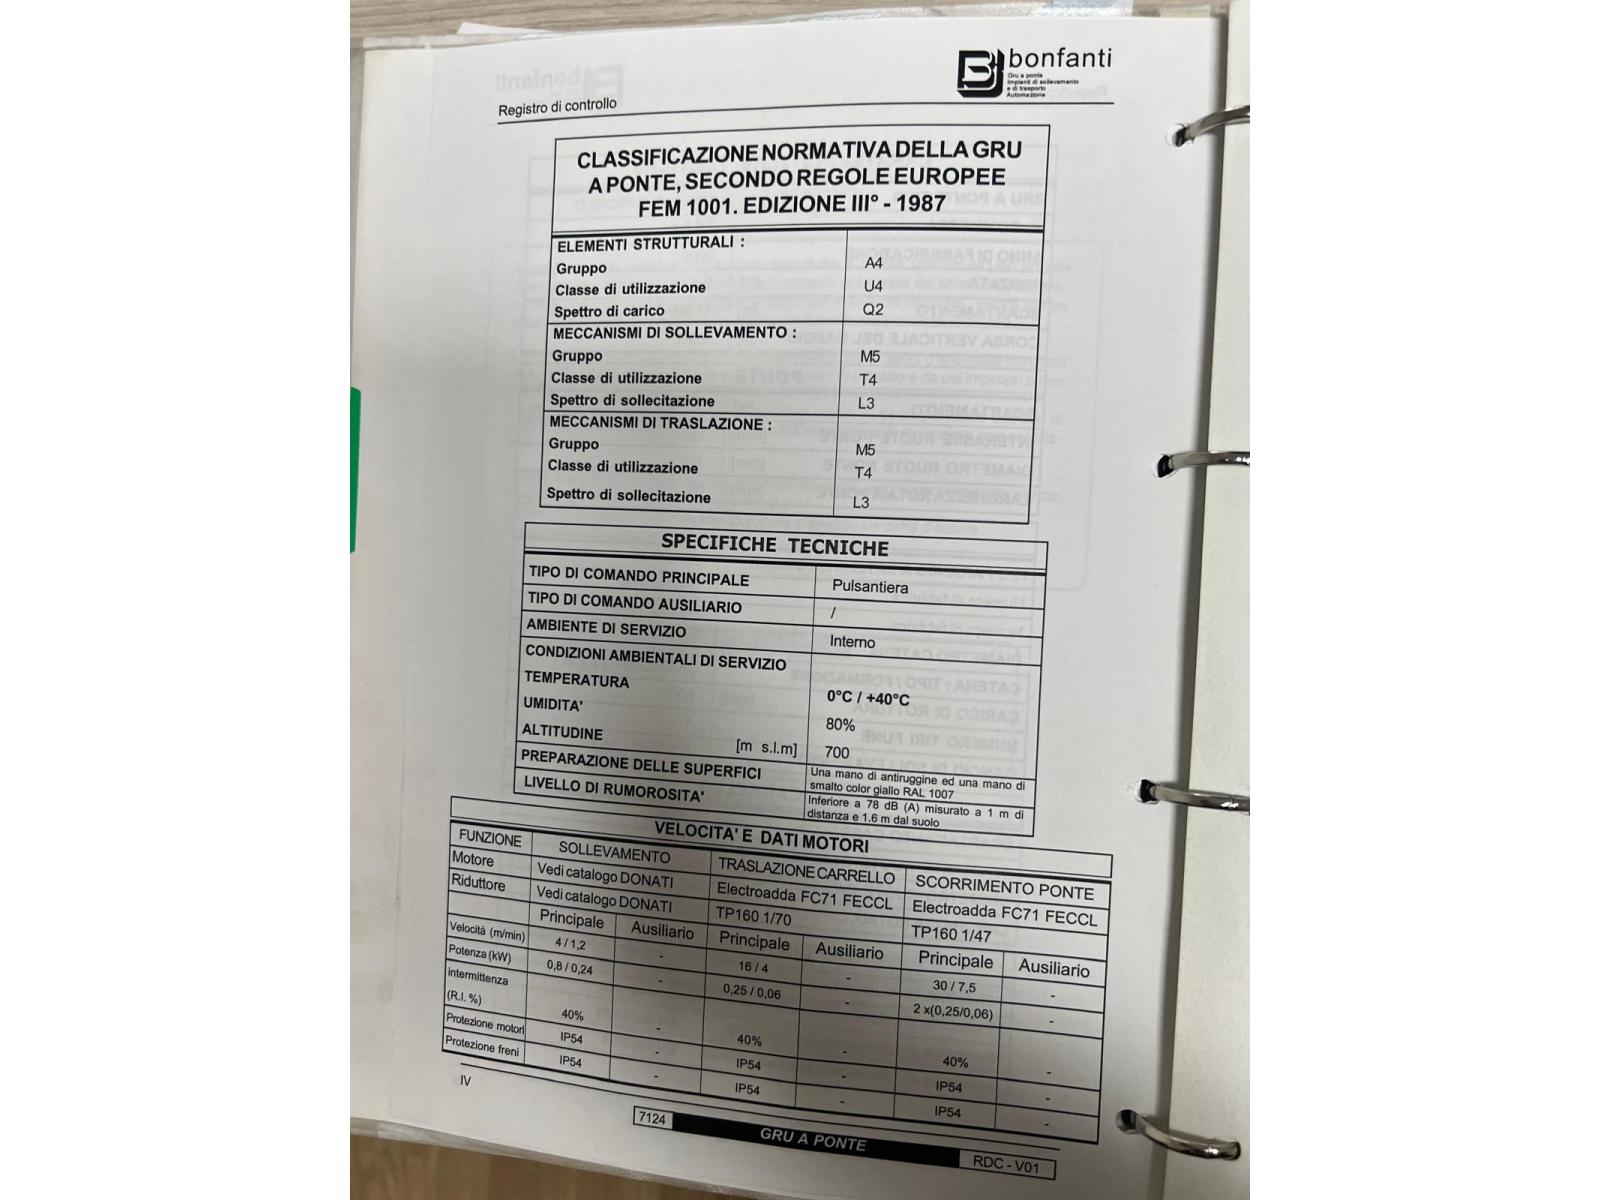 bonfanti
Gru a ponte
Impianti di sollevamento
e di trasporto
Automazione
Registro di controllo
CLASSIFICAZIONE NORMATIVA DELLA GRU
A PONTE, SECONDO REGOLE EUROPEE
FEM 1001. EDIZIONE III° - 1987
ELEMENTI STRUTTURALI :
Gruppo A4
Classe di utilizzazione U4
Spettro di carico Q2
MECCANISMI DI SOLLEVAMENTO :
Gruppo M5
Classe di utilizzazione T4
Spettro di sollecitazione L3
MECCANISMI DI TRASLAZIONE :
Gruppo M5
Classe di utilizzazione T4
Spettro di sollecitazione L3
SPECIFICHE TECNICHE
TIPO DI COMANDO PRINCIPALE Pulsantiera
TIPO DI COMANDO AUSILIARIO /
AMBIENTE DI SERVIZIO Interno
CONDIZIONI AMBIENTALI DI SERVIZIO
TEMPERATURA 0°C / +40°C
UMIDITA' 80%
ALTITUDINE [m s.l.m] 700
PREPARAZIONE DELLE SUPERFICI Una mano di antiruggine ed una mano di
smalto color giallo RAL 1007
LIVELLO DI RUMOROSITA' Inferiore a 78 dB (A) misurato a 1 m di
distanza e 1.6 m dal suolo
VELOCITA' E DATI MOTORI
FUNZIONE SOLLEVAMENTO TRASLAZIONE CARRELLO SCORRIMENTO PONTE
Motore Vedi catalogo DONATI Electroadda FC71 FECCL Electroadda FC71 FECCL
Riduttore Vedi catalogo DONATI TP160 1/70 TP160 1/47
Principale Ausiliario Principale Ausiliario Principale Ausiliario
Velocità (m/min) 4 / 1,2 - 16 / 4 - 30 / 7,5 -
Potenza (kW) 0,8 / 0,24 - 0,25 / 0,06 - 2 x(0,25/0,06) -
intermittenza
(R.I. %) 40% - 40% - 40% -
Protezione motori IP54 - IP54 - IP54 -
Protezione freni IP54 - IP54 - IP54 -
IV
7124 GRU A PONTE RDC - V01